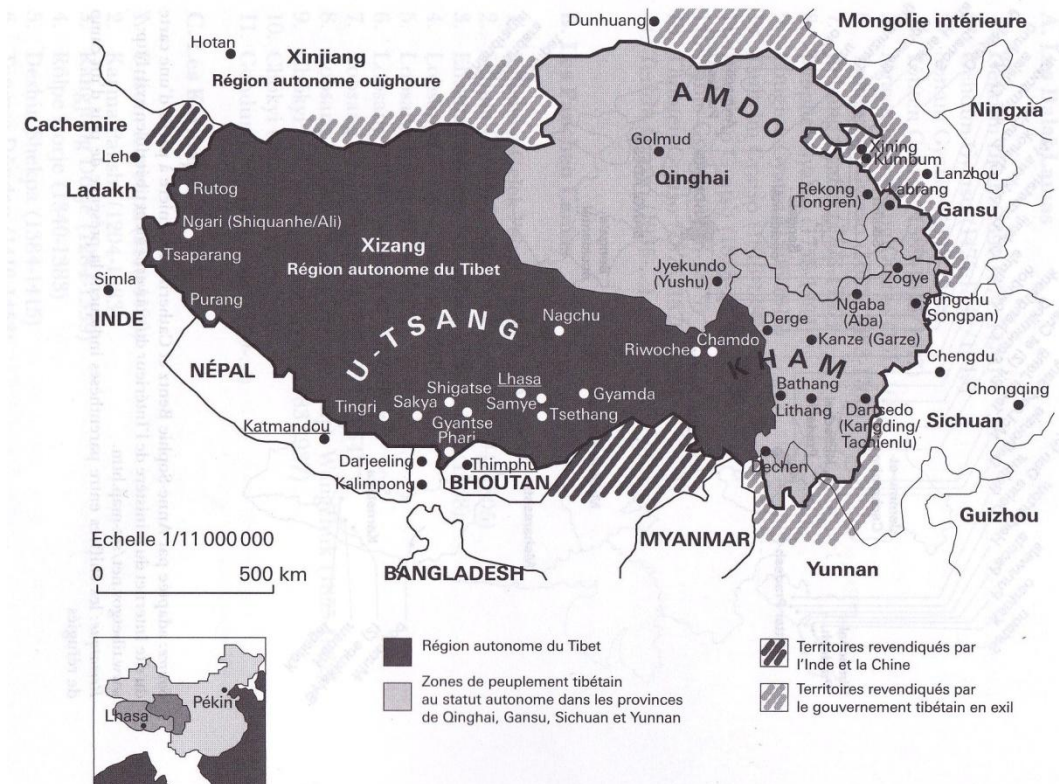 Dunhuang
Mongolie intérieure
Hotan
Xinjiang
Région autonome ouïghoure
AMDO
Ningxia
Cachemire
Golmud
Xining
Kumbum
Leh
Qinghai
Lanzhou
Ladakh
Rutog
Rekong
(Tongren)
Labrang
Gansu
Ngari (Shiquanhe/Ali)
Xizang
Région autonome du Tibet
Tsaparang
Jyekundo
(Yushu)
Zogye
Simla
Ngaba
(Aba)
Sungchu
(Songpan)
Purang
INDE
U-TSANG
Nagchu
Derge
Kanze (Garze)
Riwoche
Chamdo
KHAM
Chengdu
NÉPAL
Shigatse
Lhasa
Gyamda
Bathang
Chongqing
Tingri
Sakya
Samye
Tsethang
Lithang
Dartsedo
(Kangding/
Tachienlu)
Sichuan
Gyantse
Phari
Katmandou
Darjeeling
Thimphu
Dechen
Kalimpong
BHOUTAN
Guizhou
Echelle 1/11 000 000
MYANMAR
0 500 km
BANGLADESH
Yunnan
Région autonome du Tibet
Zones de peuplement tibétain
au statut autonome dans les provinces
de Qinghai, Gansu, Sichuan et Yunnan
Territoires revendiqués par
l'Inde et la Chine
Territoires revendiqués par
le gouvernement tibétain en exil
Pékin
Lhasa